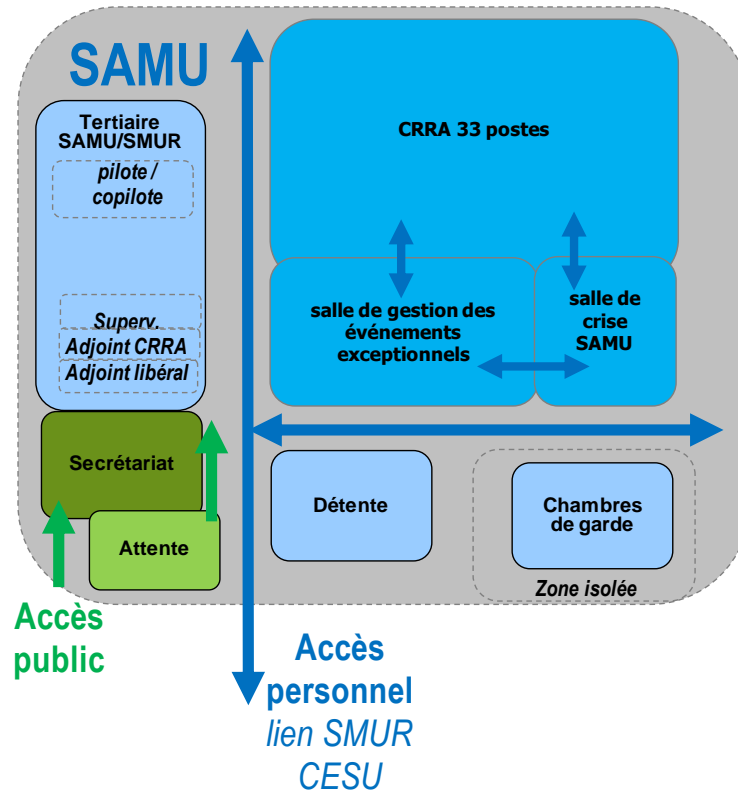 SAMU
Tertiaire
SAMU/SMUR
pilote /
copilote
Superv.
Adjoint CRRA
Adjoint libéral
Secrétariat
Attente
Accès
public
CRRA 33 postes
salle de gestion des
événements
exceptionnels
salle de
crise
SAMU
Détente
Chambres
de garde
Zone isolée
Accès
personnel
lien SMUR
CESU